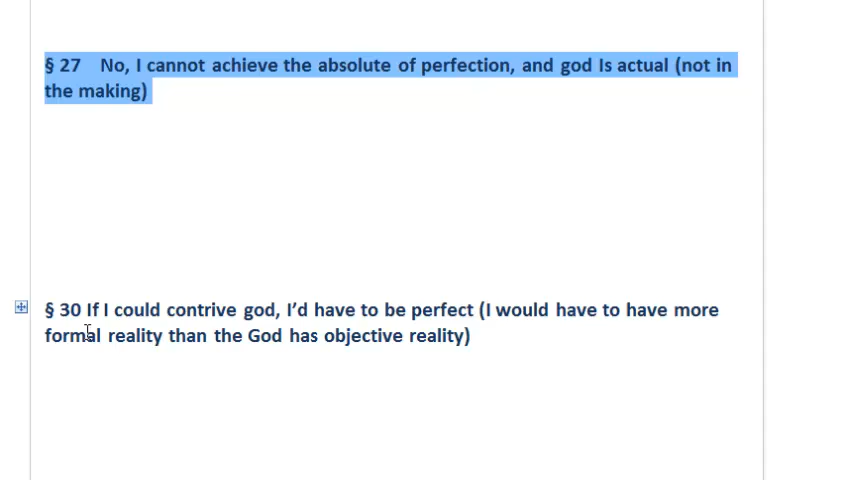 § 27 No, I cannot achieve the absolute of perfection, and god Is actual (not in
the making)
§ 30 If I could contrive god, I’d have to be perfect (I would have to have more
formal reality than the God has objective reality)